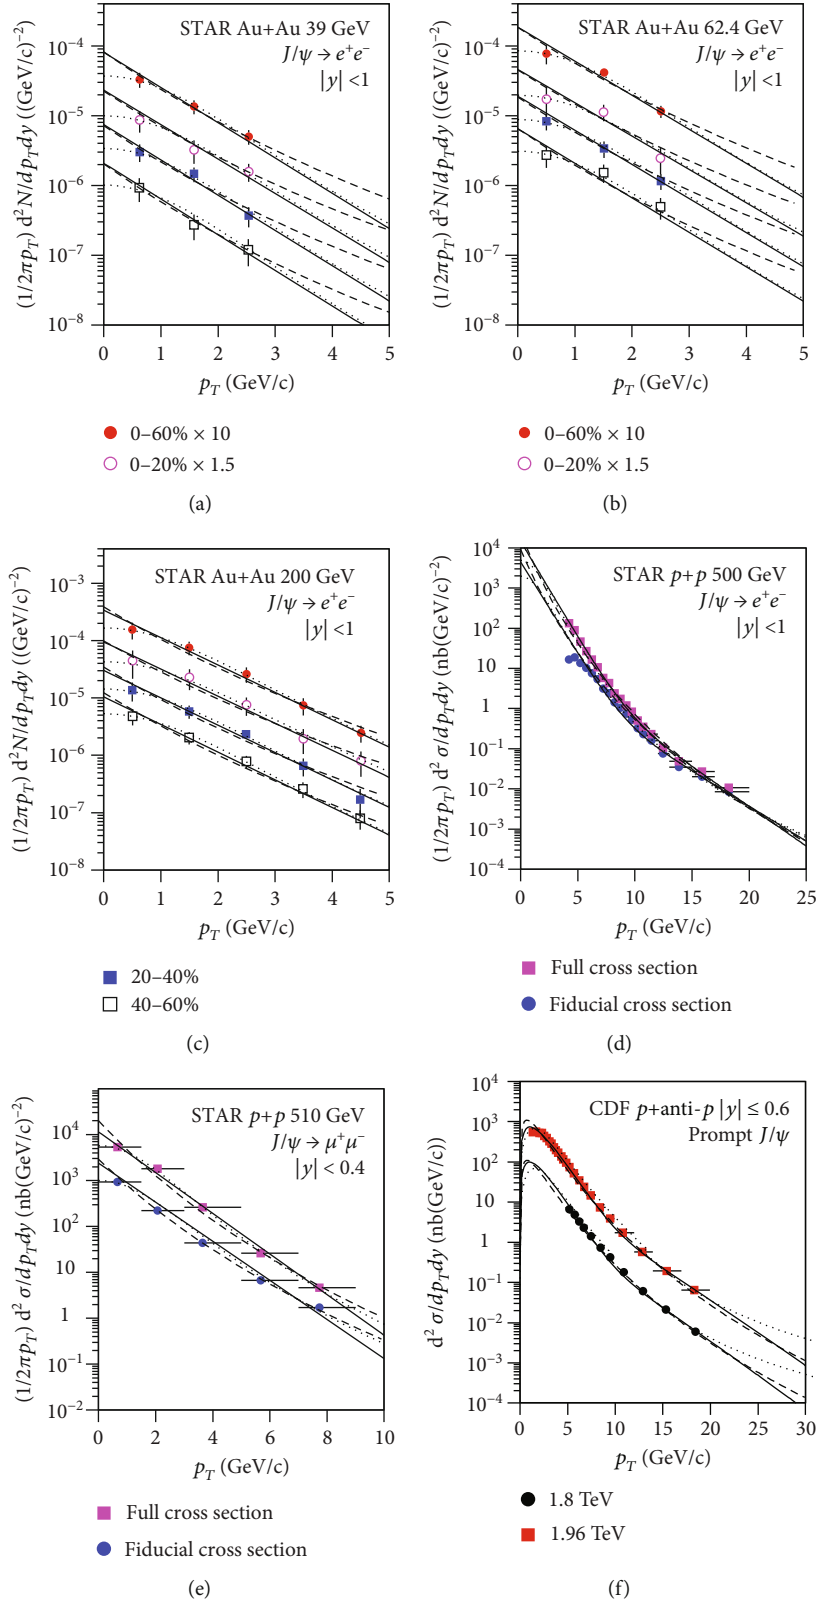 STAR Au+Au 39 GeV
J/ψ → e⁺e⁻
|y| <1
(1/2πp_T) d²N/dp_Tdy ((GeV/c)⁻²)
10⁻⁴
10⁻⁵
10⁻⁶
10⁻⁷
10⁻⁸
0 1 2 3 4 5
p_T (GeV/c)
0–60% × 10
0–20% × 1.5
(a)
STAR Au+Au 62.4 GeV
J/ψ → e⁺e⁻
|y| <1
(1/2πp_T) d²N/dp_Tdy ((GeV/c)⁻²)
10⁻⁴
10⁻⁵
10⁻⁶
10⁻⁷
10⁻⁸
0 1 2 3 4 5
p_T (GeV/c)
0–60% × 10
0–20% × 1.5
(b)
STAR Au+Au 200 GeV
J/ψ → e⁺e⁻
|y| <1
(1/2πp_T) d²N/dp_Tdy ((GeV/c)⁻²)
10⁻³
10⁻⁴
10⁻⁵
10⁻⁶
10⁻⁷
10⁻⁸
0 1 2 3 4 5
p_T (GeV/c)
20–40%
40–60%
(c)
STAR p+p 500 GeV
J/ψ → e⁺e⁻
|y| <1
(1/2πp_T) d² σ/dp_Tdy (nb(GeV/c)⁻²)
10⁴
10³
10²
10
1
10⁻¹
10⁻²
10⁻³
10⁻⁴
0 5 10 15 20 25
p_T (GeV/c)
Full cross section
Fiducial cross section
(d)
STAR p+p 510 GeV
J/ψ → μ⁺μ⁻
|y| < 0.4
(1/2πp_T) d² σ/dp_Tdy (nb(GeV/c)⁻²)
10⁴
10³
10²
10
1
10⁻¹
10⁻²
0 2 4 6 8 10
p_T (GeV/c)
Full cross section
Fiducial cross section
(e)
CDF p+anti-p |y| ≤ 0.6
Prompt J/ψ
d² σ/dp_Tdy (nb(GeV/c))
10⁴
10³
10²
10
1
10⁻¹
10⁻²
10⁻³
10⁻⁴
0 5 10 15 20 25 30
p_T (GeV/c)
1.8 TeV
1.96 TeV
(f)